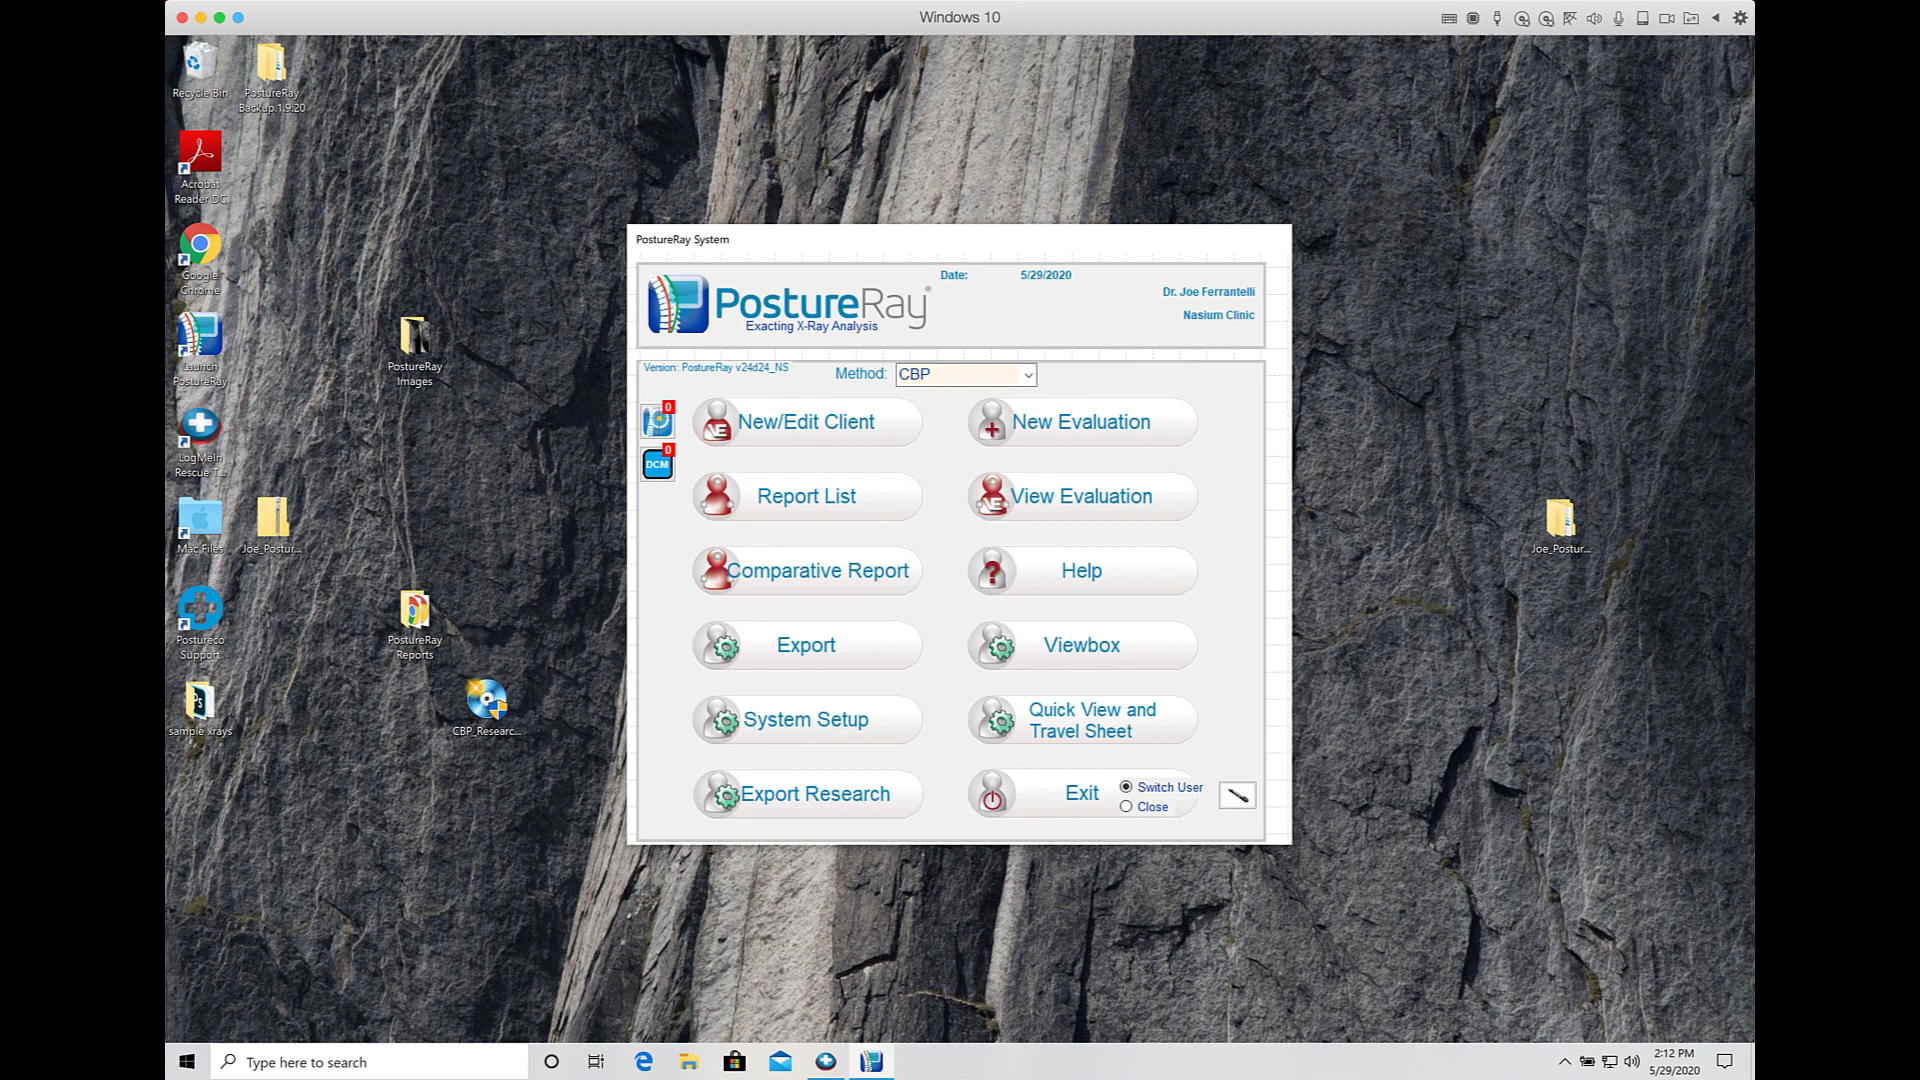 Windows 10
Recycle Bin
PostureRay
Backup.1.9.20
Acrobat
Reader DC
Google
Chrome
Launch
PostureRay
PostureRay
Images
LogMeIn
Rescue T...
Mac Files
Joe_Postur...
Joe_Postur...
Postureco
Support
PostureRay
Reports
sample xrays
CBP_Researc...
PostureRay System
PostureRay®
Exacting X-Ray Analysis
Date: 5/29/2020
Dr. Joe Ferrantelli
Nasium Clinic
Version: PostureRay v24d24_NS
Method: CBP
0
0
DCM
New/Edit Client
New Evaluation
Report List
View Evaluation
Comparative Report
Help
Export
Viewbox
System Setup
Quick View and
Travel Sheet
Export Research
Exit
Switch User
Close
Type here to search
2:12 PM
5/29/2020